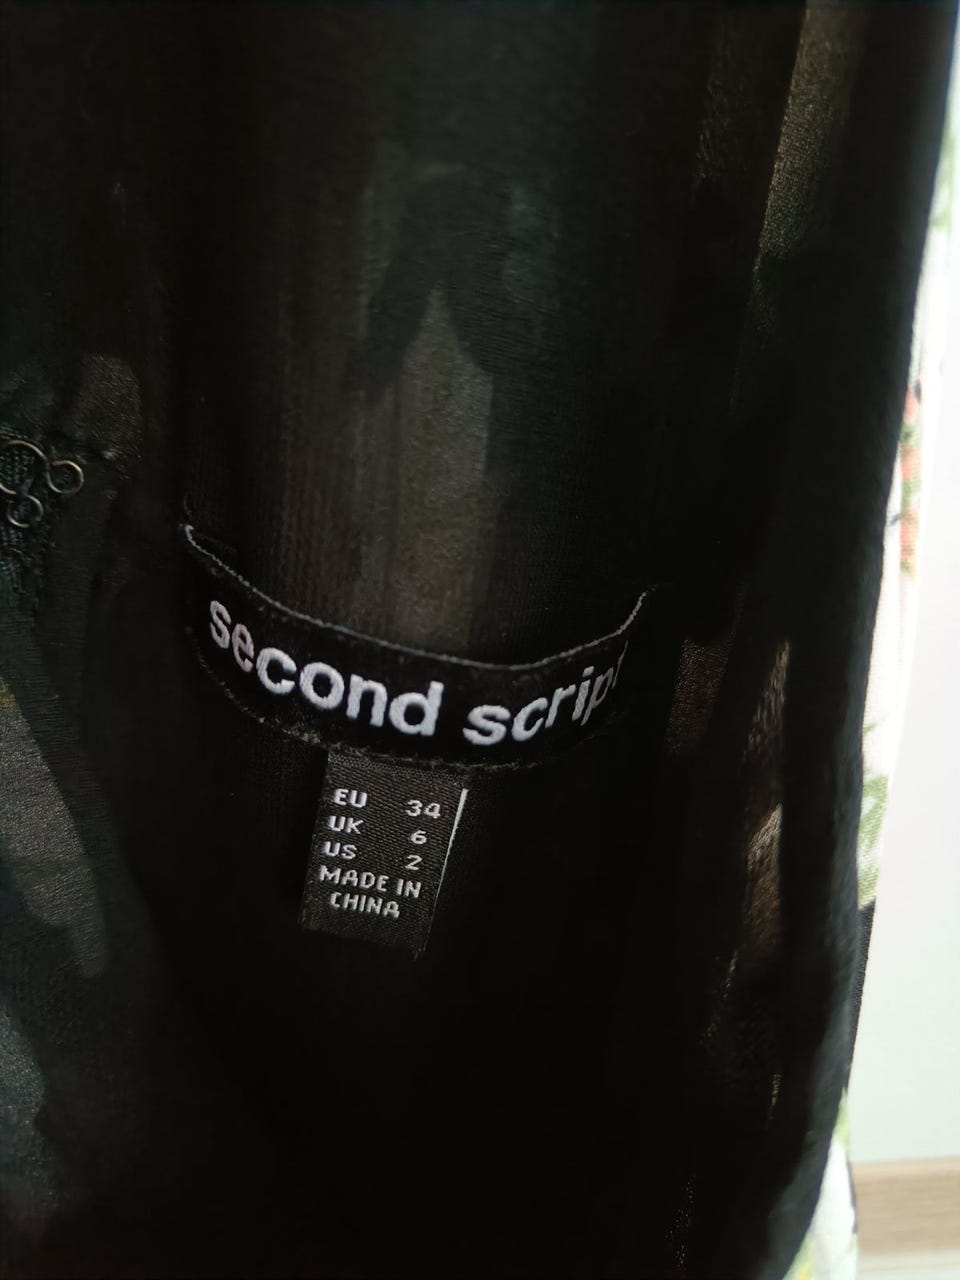 second script
EU 34
UK 6
US 2
MADE IN
CHINA